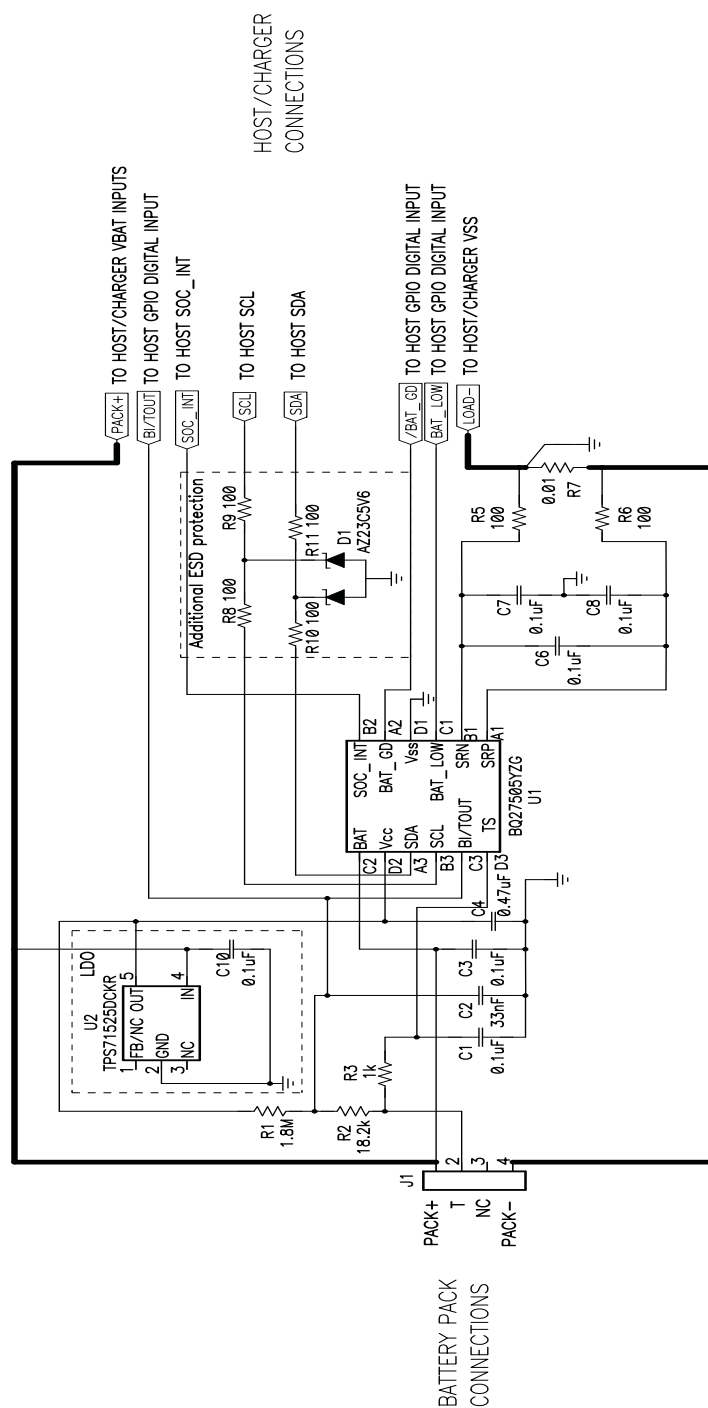 BATTERY PACK
CONNECTIONS
J1
PACK+
T
NC
PACK-
2
3
4
R1
1.8M
R2
18.2k
R3
1k
U2
TPS71525DCKR
LDO
1
2
3
FB/NC
GND
NC
OUT
IN
5
4
C10
0.1uF
C1
0.1uF
C2
33nF
C3
0.1uF
C4
0.47uF
C2
D2
A3
B3
C3
D3
BAT
Vcc
SDA
SCL
BI/TOUT
TS
SOC_INT
BAT_GD
Vss
BAT_LOW
SRN
SRP
B2
A2
D1
C1
B1
A1
BQ27505YZG
U1
Additional ESD protection
R8 100
R9 100
R10 100
R11 100
D1
AZ23C5V6
C6
0.1uF
C7
0.1uF
C8
0.1uF
R5
100
R6
100
0.01
R7
PACK+ TO HOST/CHARGER VBAT INPUTS
BI/TOUT TO HOST GPIO DIGITAL INPUT
SOC_INT TO HOST SOC_INT
SCL TO HOST SCL
SDA TO HOST SDA
/BAT_GD TO HOST GPIO DIGITAL INPUT
BAT_LOW TO HOST GPIO DIGITAL INPUT
LOAD- TO HOST/CHARGER VSS
HOST/CHARGER
CONNECTIONS